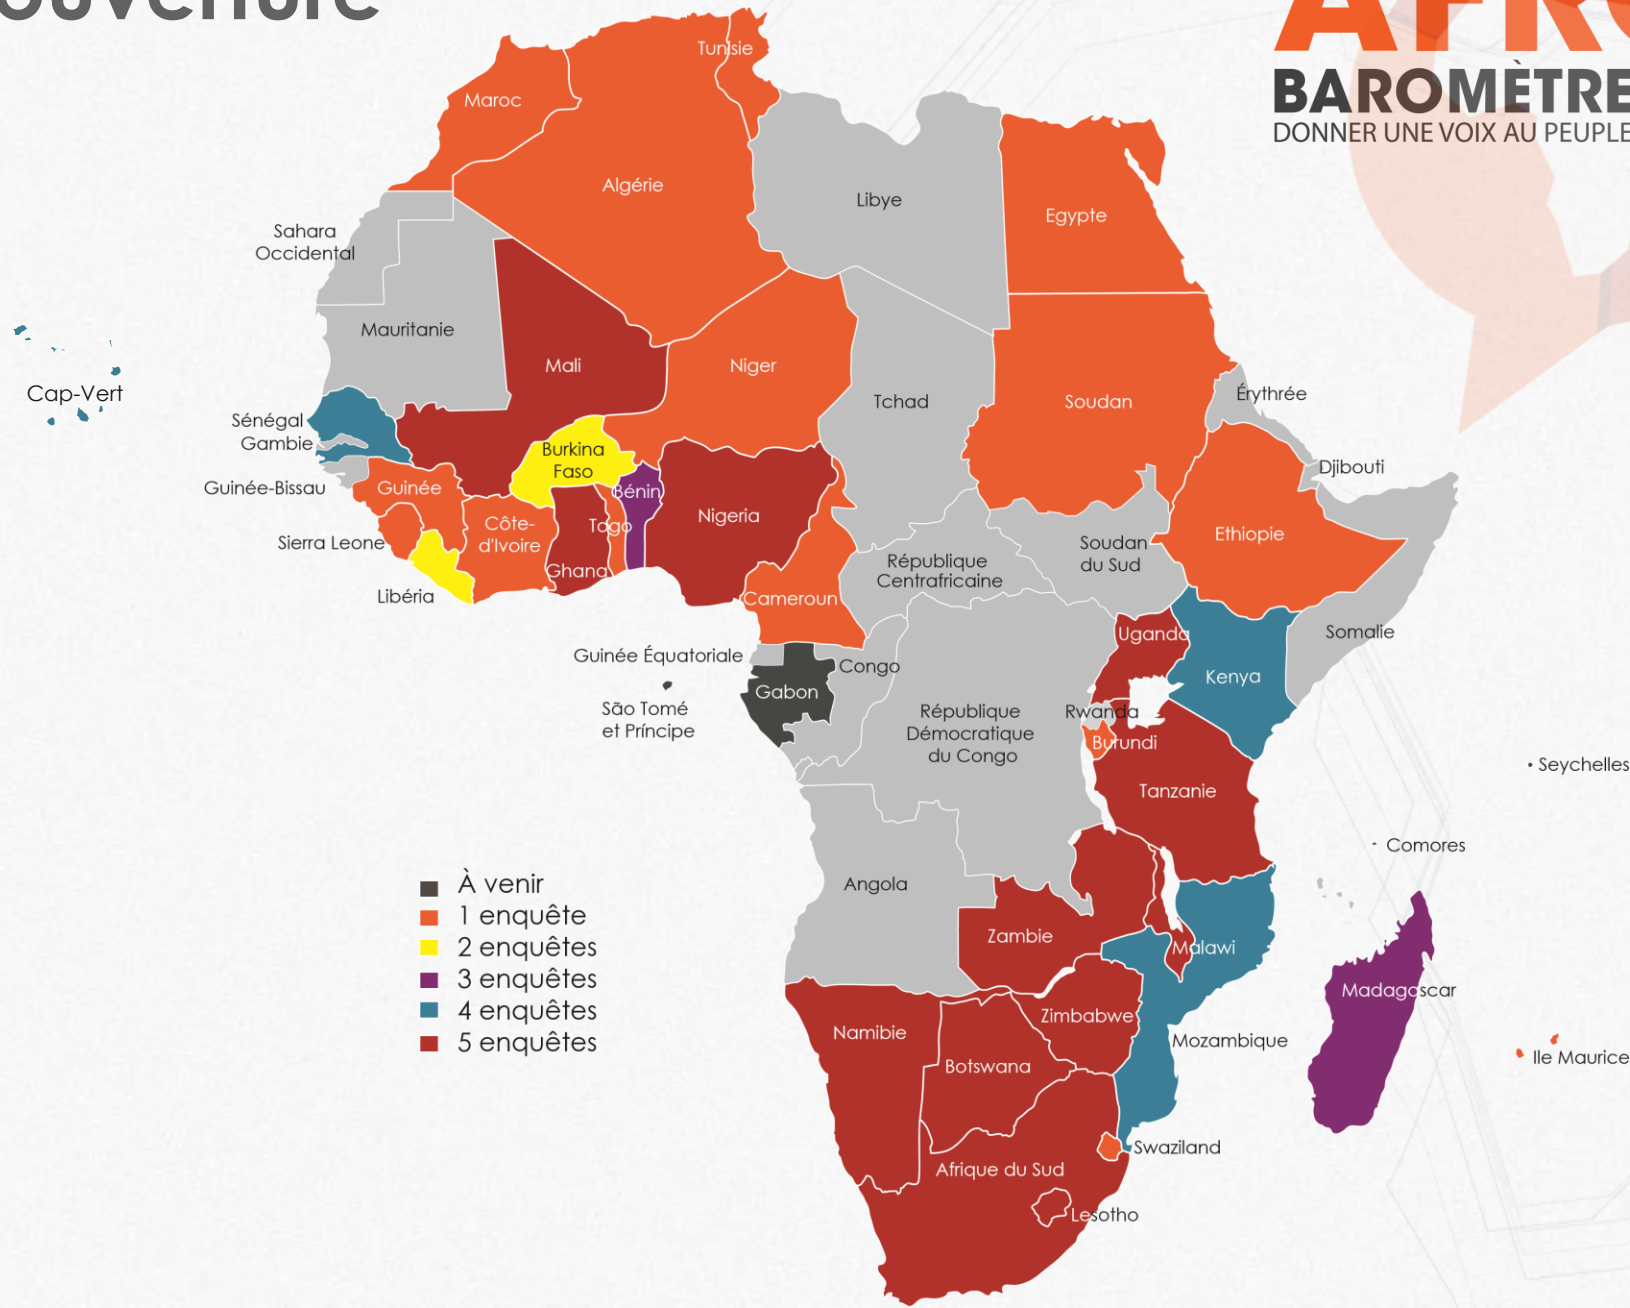 AFR
BAROMÈTRE
DONNER UNE VOIX AU PEUPLE
Tunisie
Maroc
Algérie
Libye
Egypte
Sahara
Occidental
Mauritanie
Mali
Niger
Tchad
Soudan
Érythrée
Cap-Vert
Sénégal
Gambie
Burkina
Faso
Djibouti
Guinée-Bissau
Guinée
Bénin
Nigeria
Côte-
d'Ivoire
Togo
Ethiopie
Sierra Leone
Ghana
Soudan
du Sud
République
Centrafricaine
Libéria
Cameroun
Uganda
Somalie
Guinée Équatoriale
Congo
Kenya
Gabon
São Tomé
et Príncipe
République
Démocratique
du Congo
Rwanda
Burundi
Seychelles
Tanzanie
Comores
Angola
À venir
1 enquête
2 enquêtes
3 enquêtes
4 enquêtes
5 enquêtes
Zambie
Malawi
Madagascar
Zimbabwe
Namibie
Mozambique
Ile Maurice
Botswana
Swaziland
Afrique du Sud
Lesotho